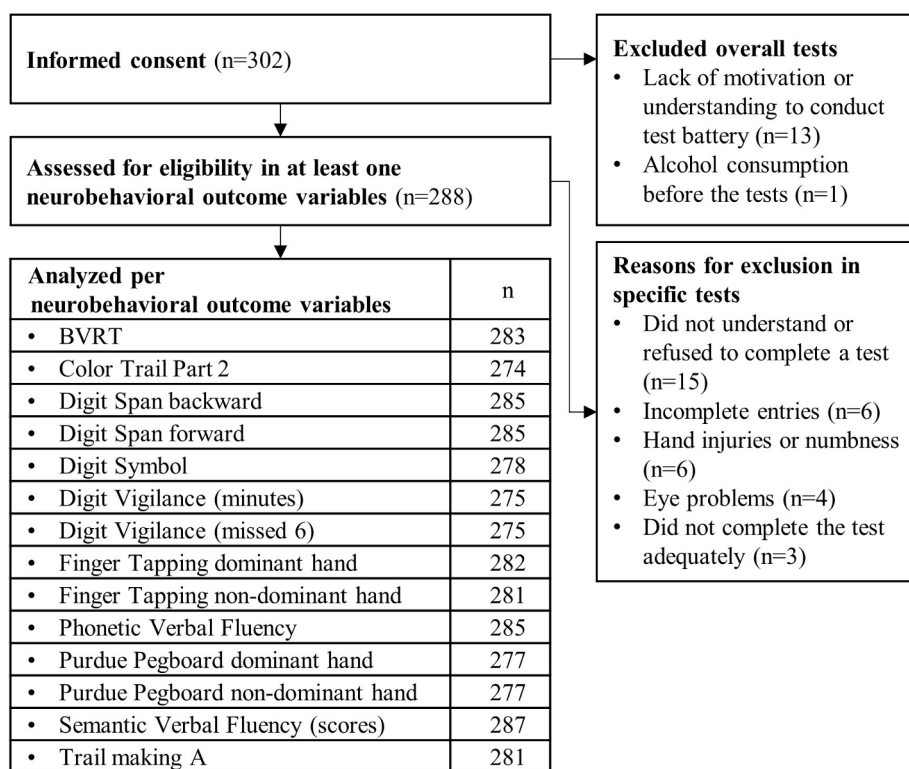 Informed consent (n=302)
Assessed for eligibility in at least one
neurobehavioral outcome variables (n=288)
Analyzed per
neurobehavioral outcome variables n
• BVRT 283
• Color Trail Part 2 274
• Digit Span backward 285
• Digit Span forward 285
• Digit Symbol 278
• Digit Vigilance (minutes) 275
• Digit Vigilance (missed 6) 275
• Finger Tapping dominant hand 282
• Finger Tapping non-dominant hand 281
• Phonetic Verbal Fluency 285
• Purdue Pegboard dominant hand 277
• Purdue Pegboard non-dominant hand 277
• Semantic Verbal Fluency (scores) 287
• Trail making A 281
Excluded overall tests
• Lack of motivation or
understanding to conduct
test battery (n=13)
• Alcohol consumption
before the tests (n=1)
Reasons for exclusion in
specific tests
• Did not understand or
refused to complete a test
(n=15)
• Incomplete entries (n=6)
• Hand injuries or numbness
(n=6)
• Eye problems (n=4)
• Did not complete the test
adequately (n=3)